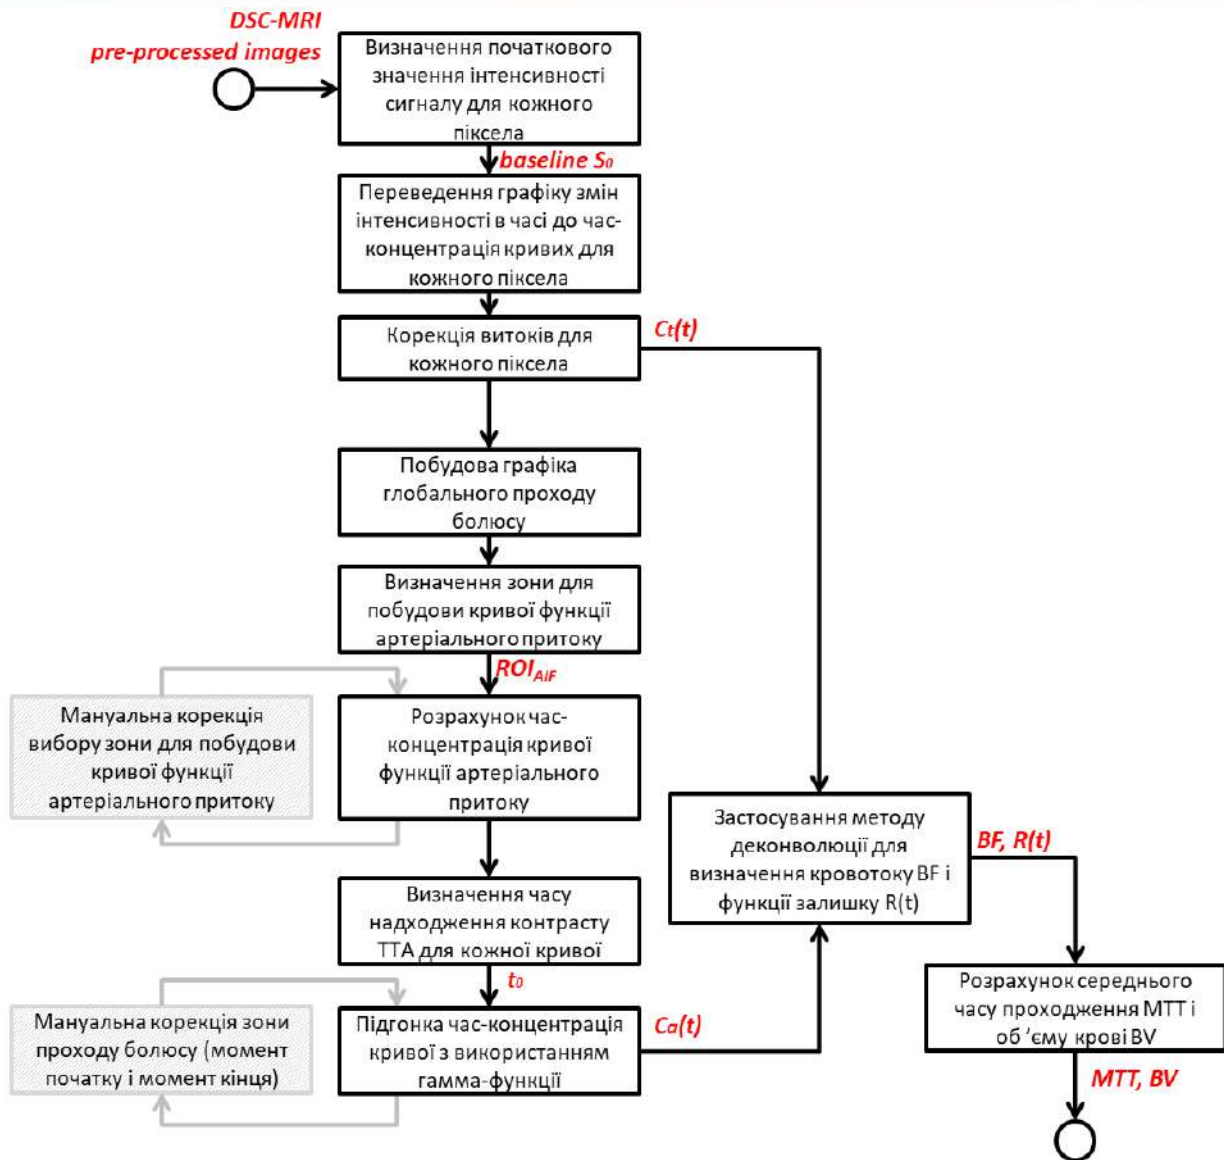 DSC-MRI
pre-processed images
Визначення початкового
значення інтенсивності
сигналу для кожного
піксела
baseline S₀
Переведення графіку змін
інтенсивності в часі до час-
концентрація кривих для
кожного піксела
Корекція витоків для
кожного піксела
Ct(t)
Побудова графіка
глобального проходу
болюсу
Визначення зони для
побудови кривої функції
артеріального притоку
ROI_AIF
Мануальна корекція
вибору зони для побудови
кривої функції
артеріального притоку
Розрахунок час-
концентрація кривої
функції артеріального
притоку
Застосування методу
деконволюції для
визначення кровотоку BF і
функції залишку R(t)
BF, R(t)
Визначення часу
надходження контрасту
TTA для кожної кривої
t₀
Мануальна корекція зони
проходу болюсу (момент
початку і момент кінця)
Підгонка час-концентрація
кривої з використанням
гамма-функції
Ca(t)
Розрахунок середнього
часу проходження MTT і
об 'єму крові BV
MTT, BV